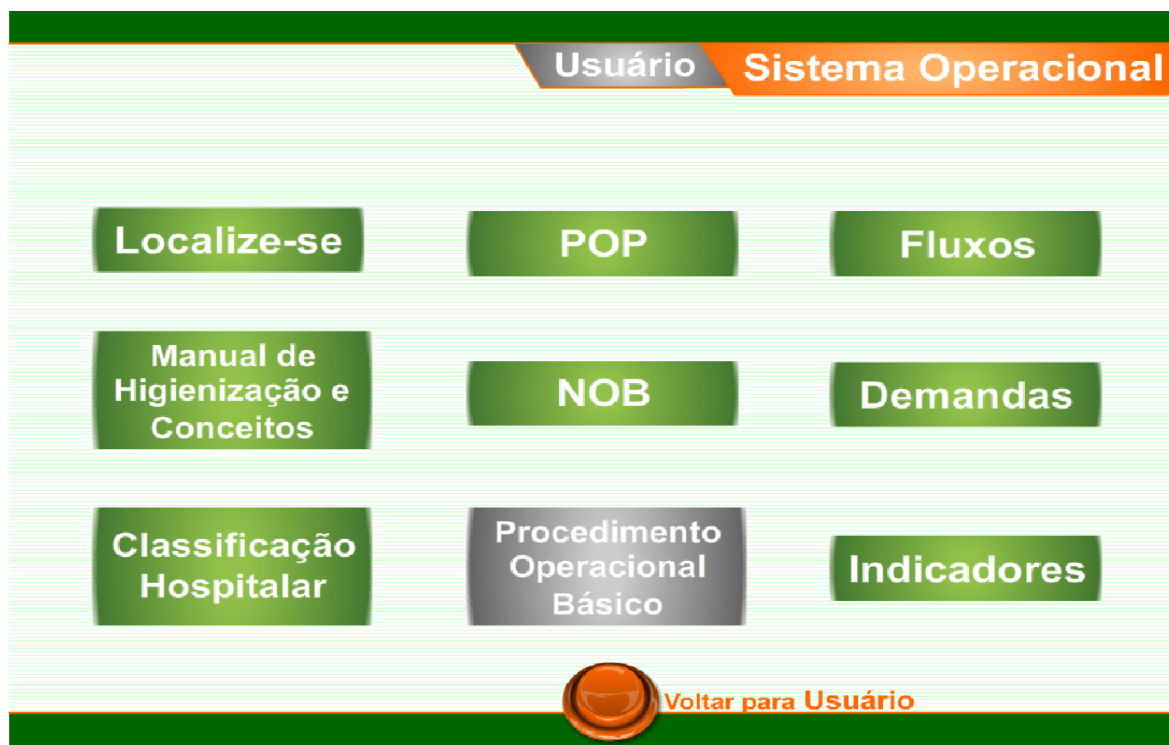 Usuário
Sistema Operacional
Localize-se
POP
Fluxos
Manual de
Higienização e
Conceitos
NOB
Demandas
Classificação
Hospitalar
Procedimento
Operacional
Básico
Indicadores
Voltar para Usuário